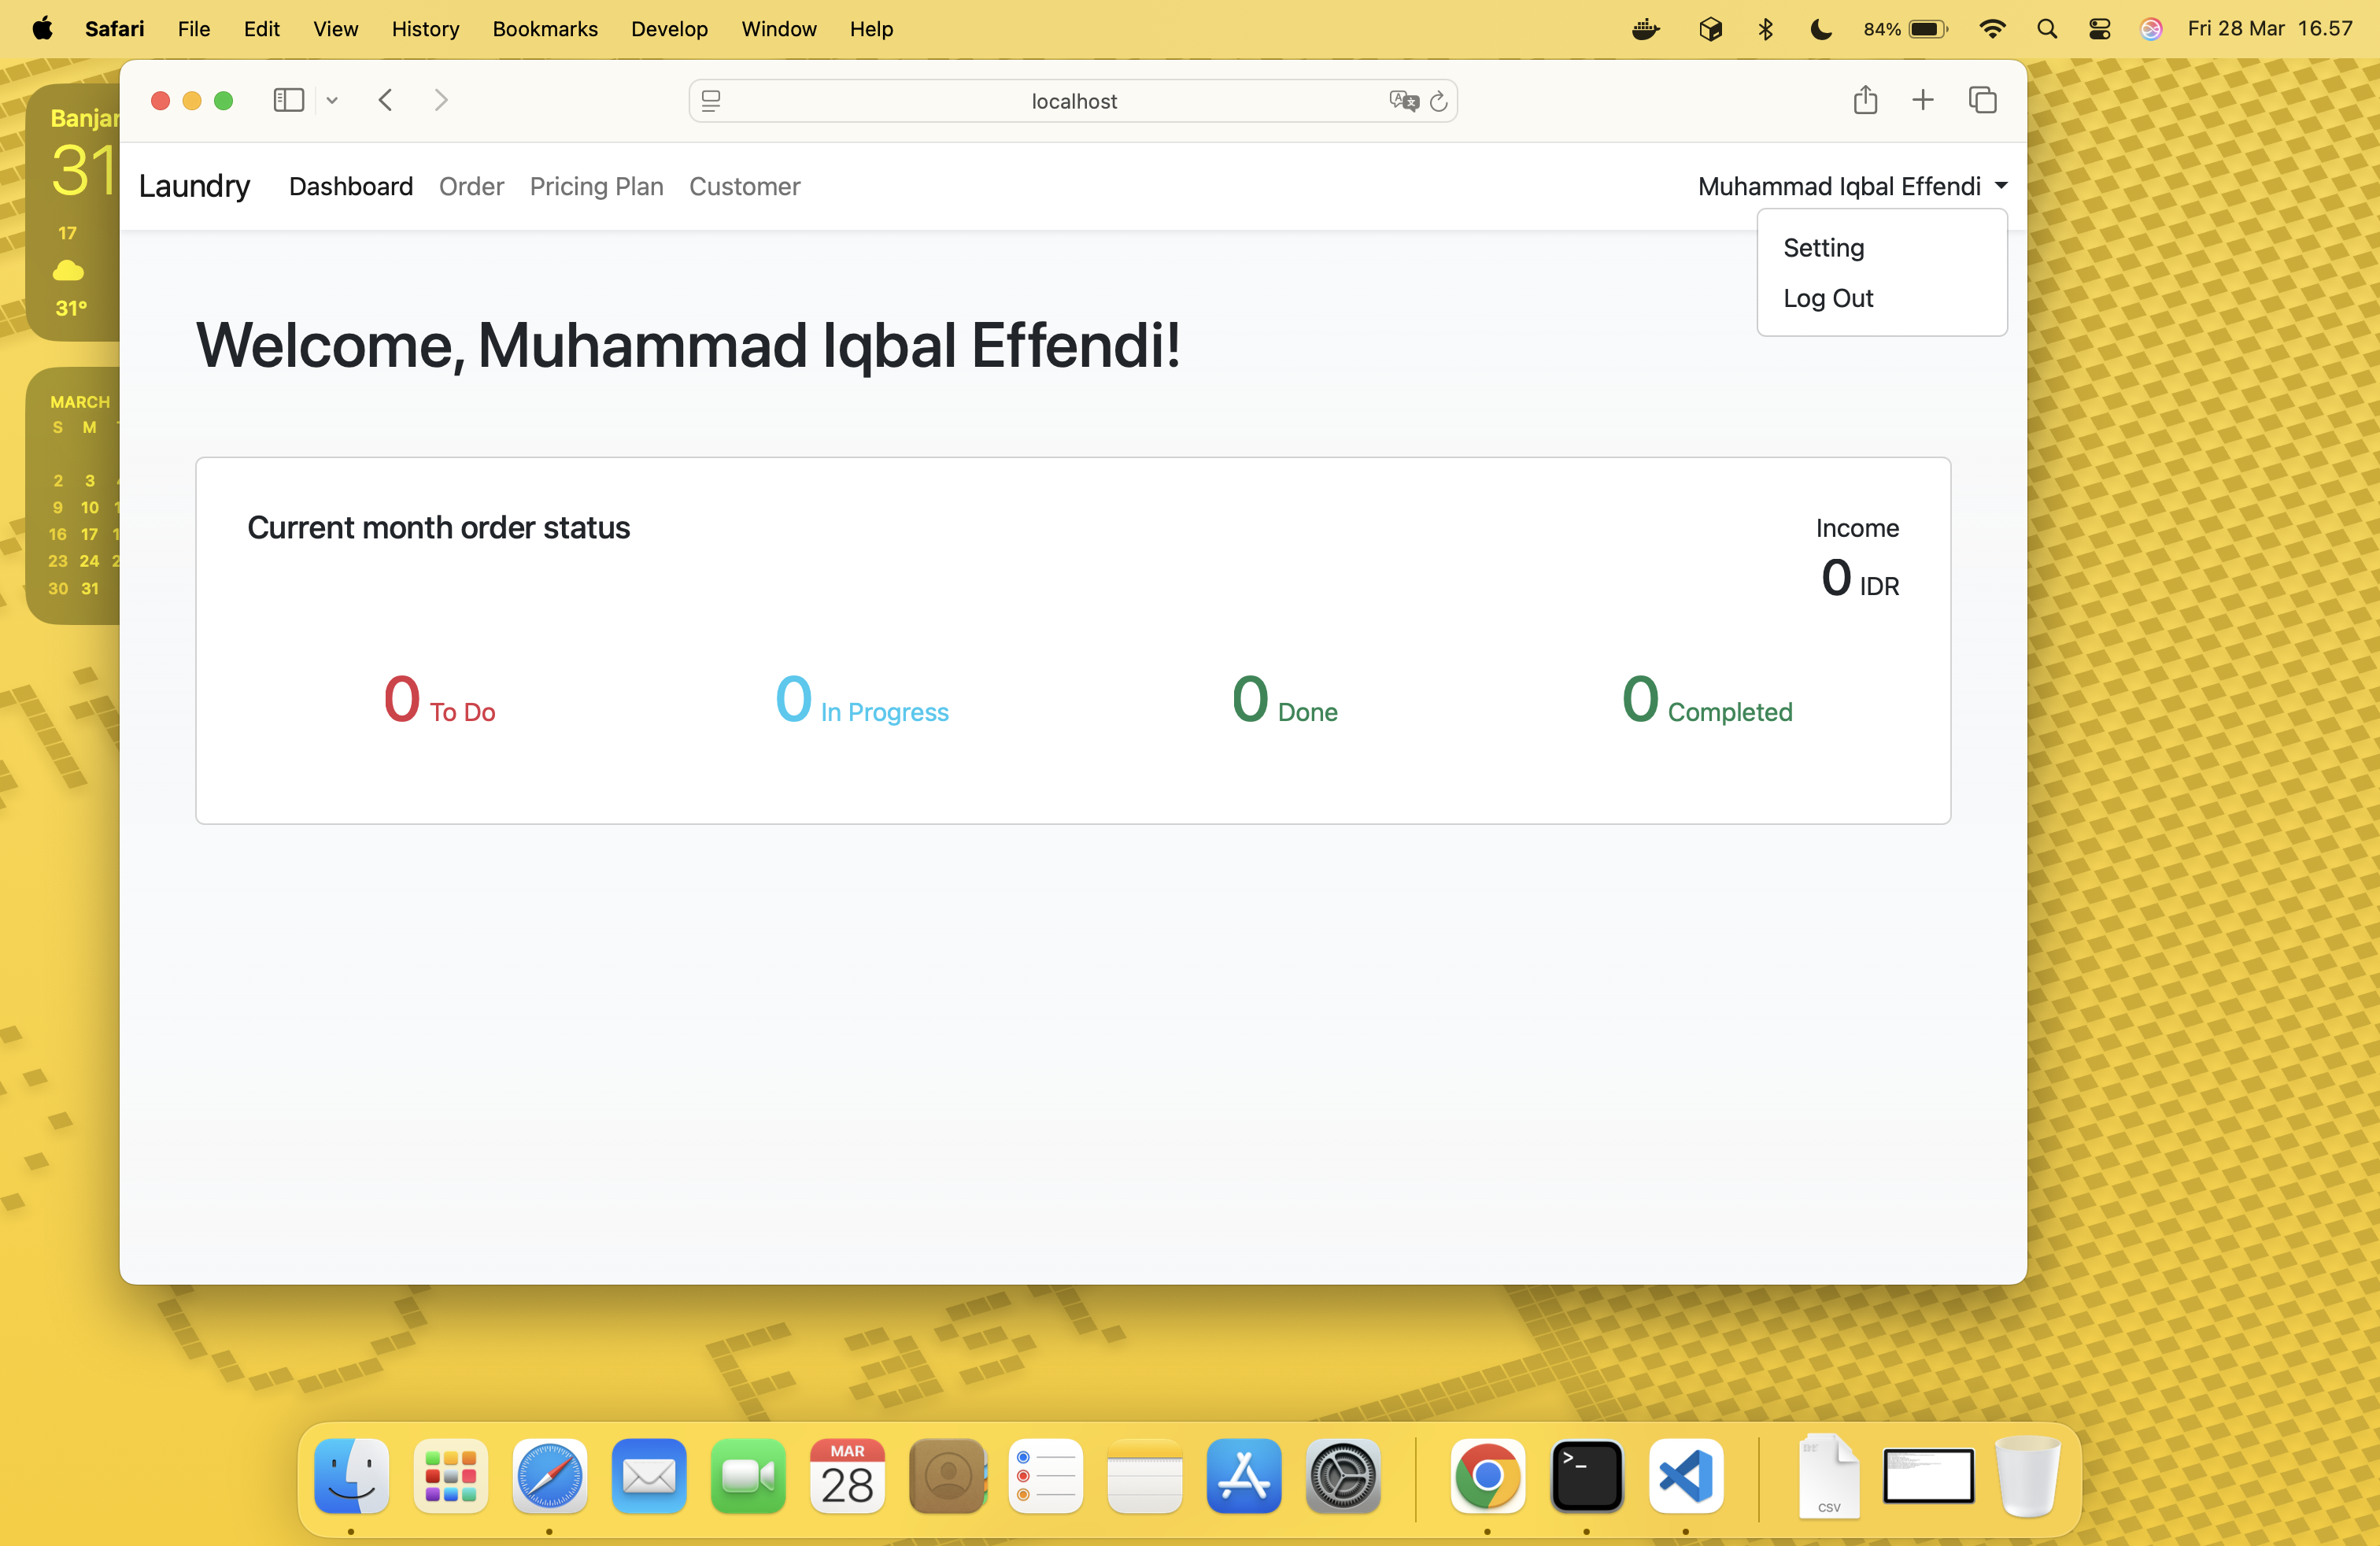 Safari File Edit View History Bookmarks Develop Window Help 84% Fri 28 Mar 16.57
localhost
Laundry Dashboard Order Pricing Plan Customer Muhammad Iqbal Effendi
Setting
Log Out
Welcome, Muhammad Iqbal Effendi!
Current month order status
Income
0 IDR
0 To Do 0 In Progress 0 Done 0 Completed
31
17
31°
MARCH
S M
2 3
9 10
16 17
23 24
30 31
Fast
MAR
28
>_
CSV